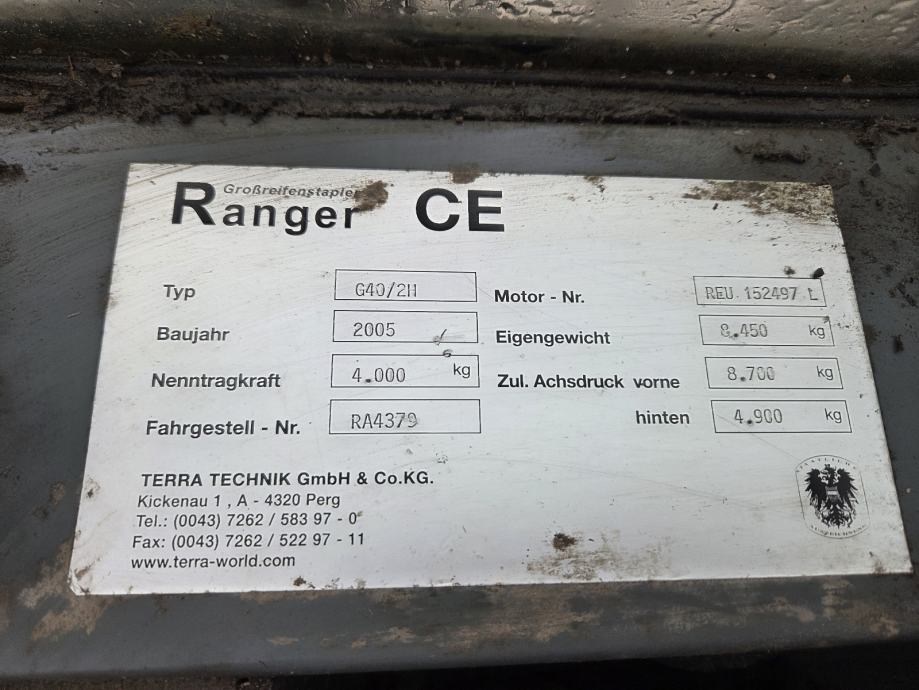 Großreifenstapler
Ranger CE
Typ G40/2H
Motor - Nr. REU 152497 L
Baujahr 2005
Eigengewicht 8.450 kg
Nenntragkraft 4.000 kg
Zul. Achsdruck vorne 8.700 kg
Fahrgestell - Nr. RA4379
hinten 4.900 kg
TERRA TECHNIK GmbH & Co.KG.
Kickenau 1 , A - 4320 Perg
Tel.: (0043) 7262 / 583 97 - 0
Fax: (0043) 7262 / 522 97 - 11
www.terra-world.com
STAATLICHE
AUSZEICHNUNG